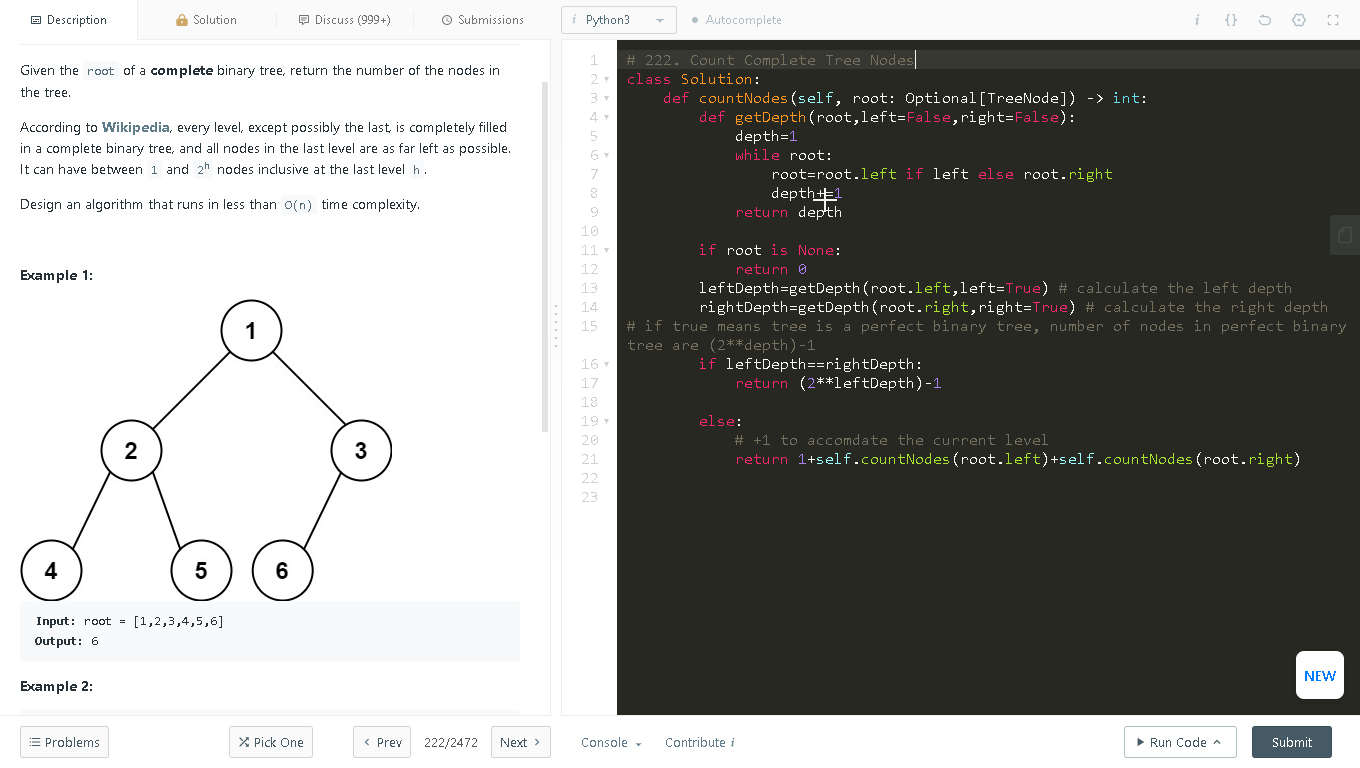 Description
Solution
Discuss (999+)
Submissions
i Python3
Autocomplete
i {}
Given the root of a complete binary tree, return the number of the nodes in
the tree.
According to Wikipedia, every level, except possibly the last, is completely filled
in a complete binary tree, and all nodes in the last level are as far left as possible.
It can have between 1 and 2h nodes inclusive at the last level h.
Design an algorithm that runs in less than O(n) time complexity.
Example 1:
1
2 3
4 5 6
Input: root = [1,2,3,4,5,6]
Output: 6
Example 2:
1 # 222. Count Complete Tree Nodes
2 class Solution:
3 def countNodes(self, root: Optional[TreeNode]) -> int:
4 def getDepth(root,left=False,right=False):
5 depth=1
6 while root:
7 root=root.left if left else root.right
8 depth+=1
9 return depth
10
11 if root is None:
12 return 0
13 leftDepth=getDepth(root.left,left=True) # calculate the left depth
14 rightDepth=getDepth(root.right,right=True) # calculate the right depth
15 # if true means tree is a perfect binary tree, number of nodes in perfect binary
tree are (2**depth)-1
16 if leftDepth==rightDepth:
17 return (2**leftDepth)-1
18
19 else:
20 # +1 to accomdate the current level
21 return 1+self.countNodes(root.left)+self.countNodes(root.right)
22
23
NEW
Problems
Pick One
Prev
222/2472
Next
Console
Contribute i
Run Code
Submit